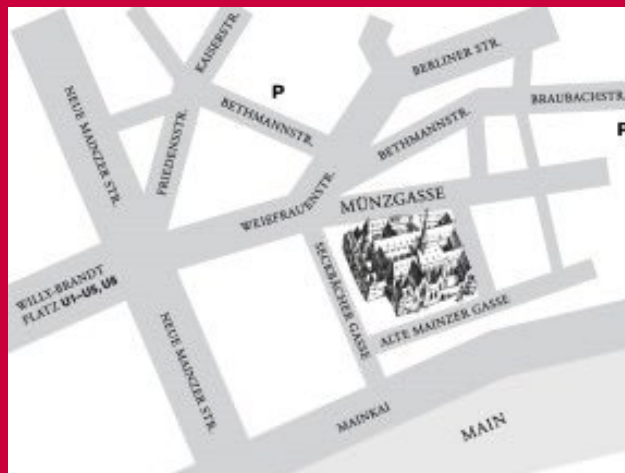 KAISERSTR.
BERLINER STR.
NEUE MAINZER STR.
P
BETHMANNSTR.
BRAUBACHSTR.
FRIEDENSSTR.
BETHMANNSTR.
P
WEIßFRAUENSTR.
MÜNZGASSE
SECKBÄCHER GASSE
WILLY-BRANDT
PLATZ U1–U5, U8
ALTE MAINZER GASSE
NEUE MAINZER STR.
MAINKAI
MAIN